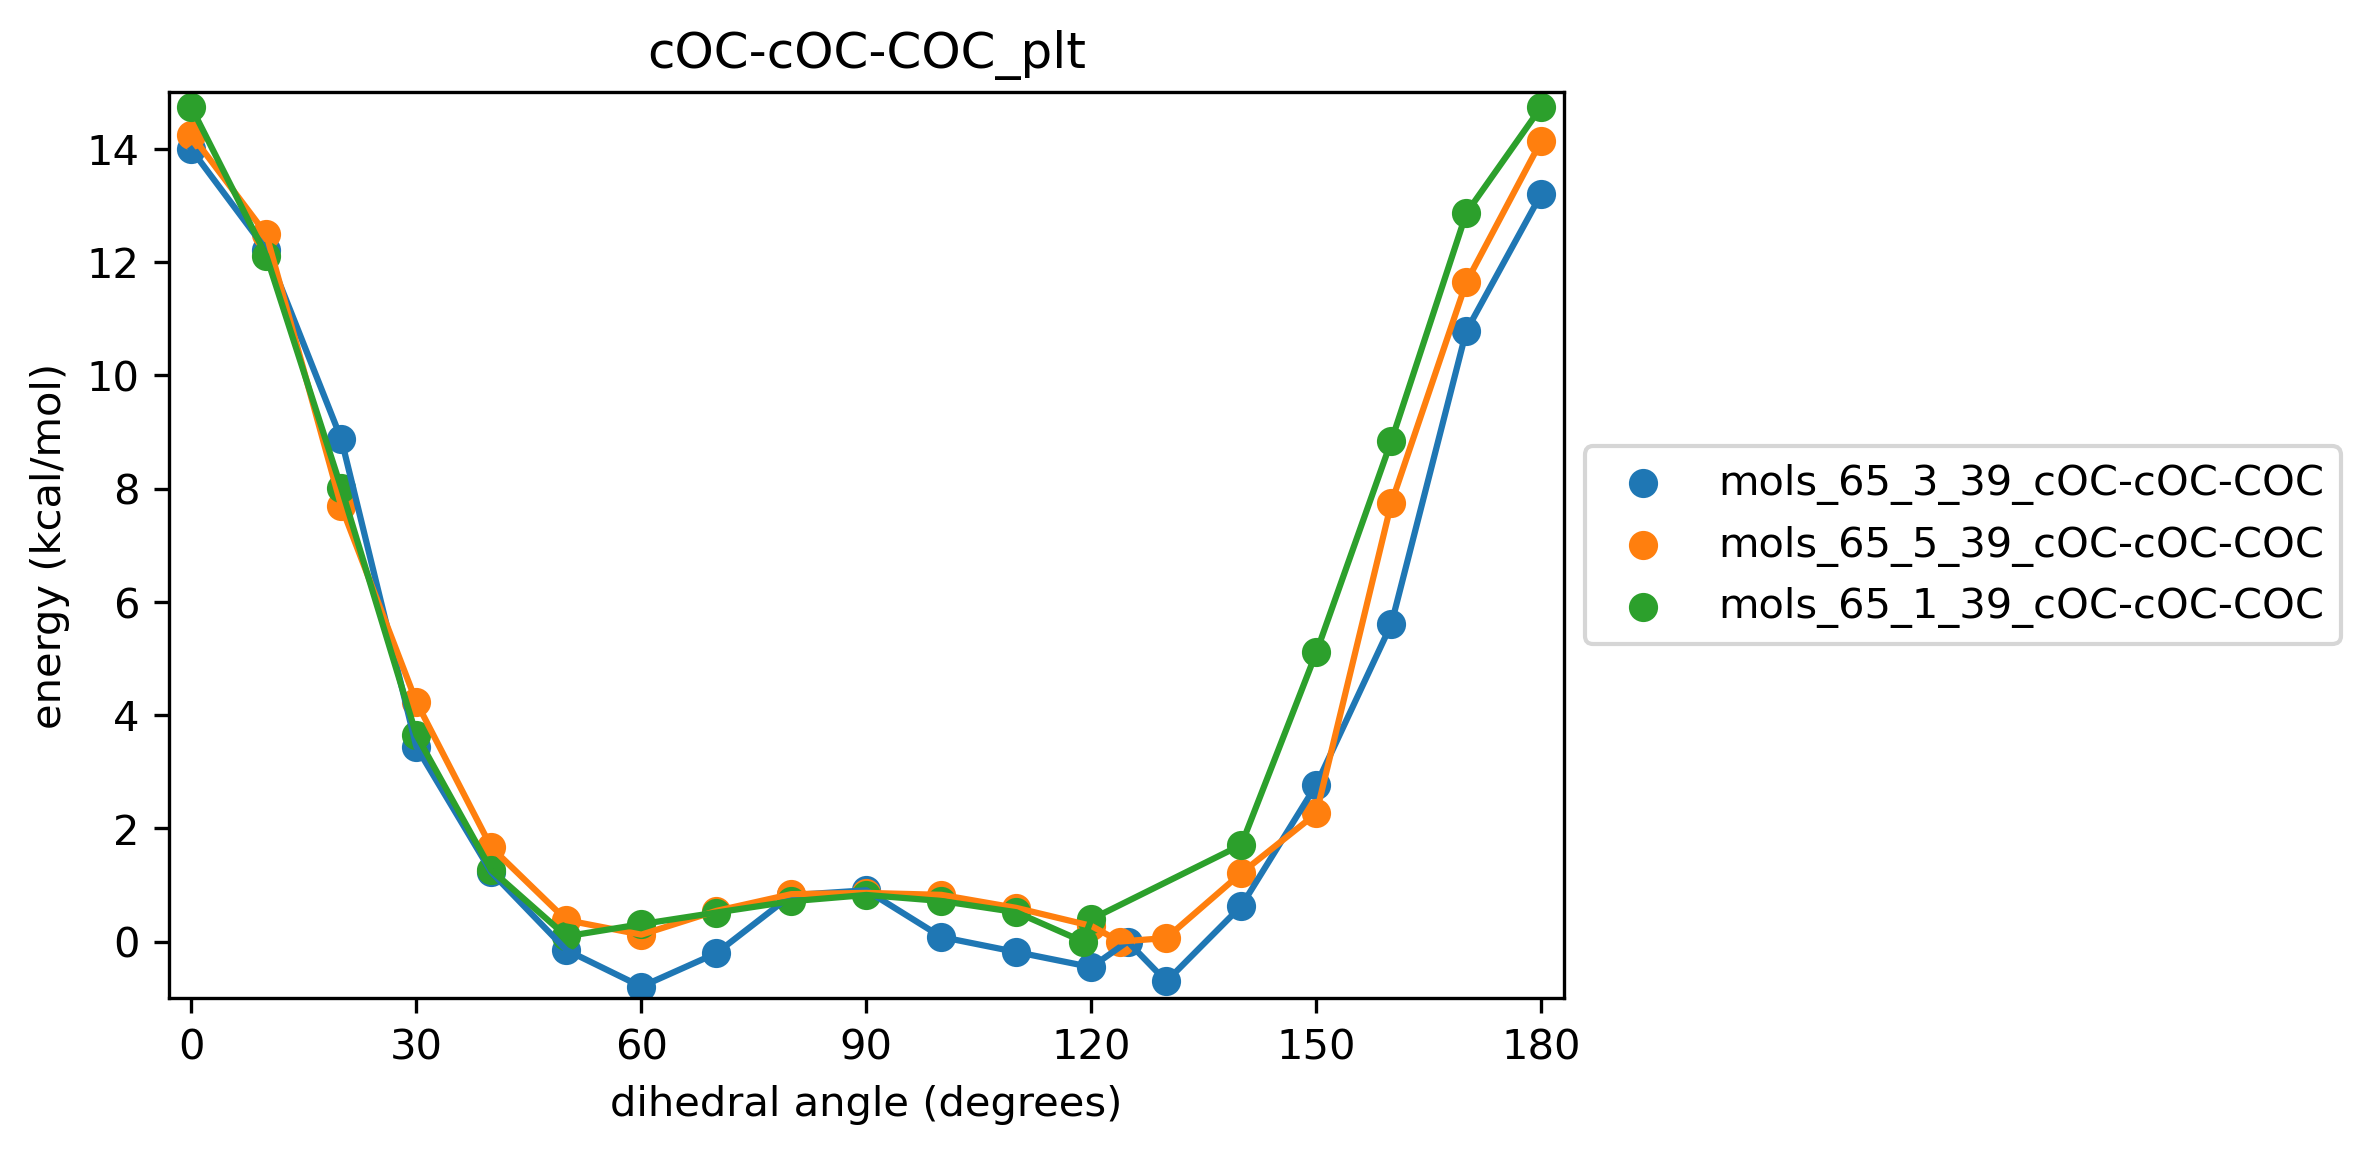 cOC-cOC-COC_plt
energy (kcal/mol)
14
12
10
8
6
4
2
0
0 30 60 90 120 150 180
dihedral angle (degrees)
mols_65_3_39_cOC-cOC-COC
mols_65_5_39_cOC-cOC-COC
mols_65_1_39_cOC-cOC-COC